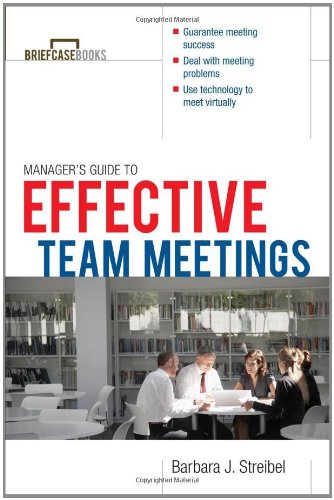 Copyrighted Material
BRIEFCASEBOOKS
▪ Guarantee meeting
success
▪ Deal with meeting
problems
▪ Use technology to
meet virtually
MANAGER'S GUIDE TO
EFFECTIVE
TEAM MEETINGS
Barbara J. Streibel
Copyrighted Material